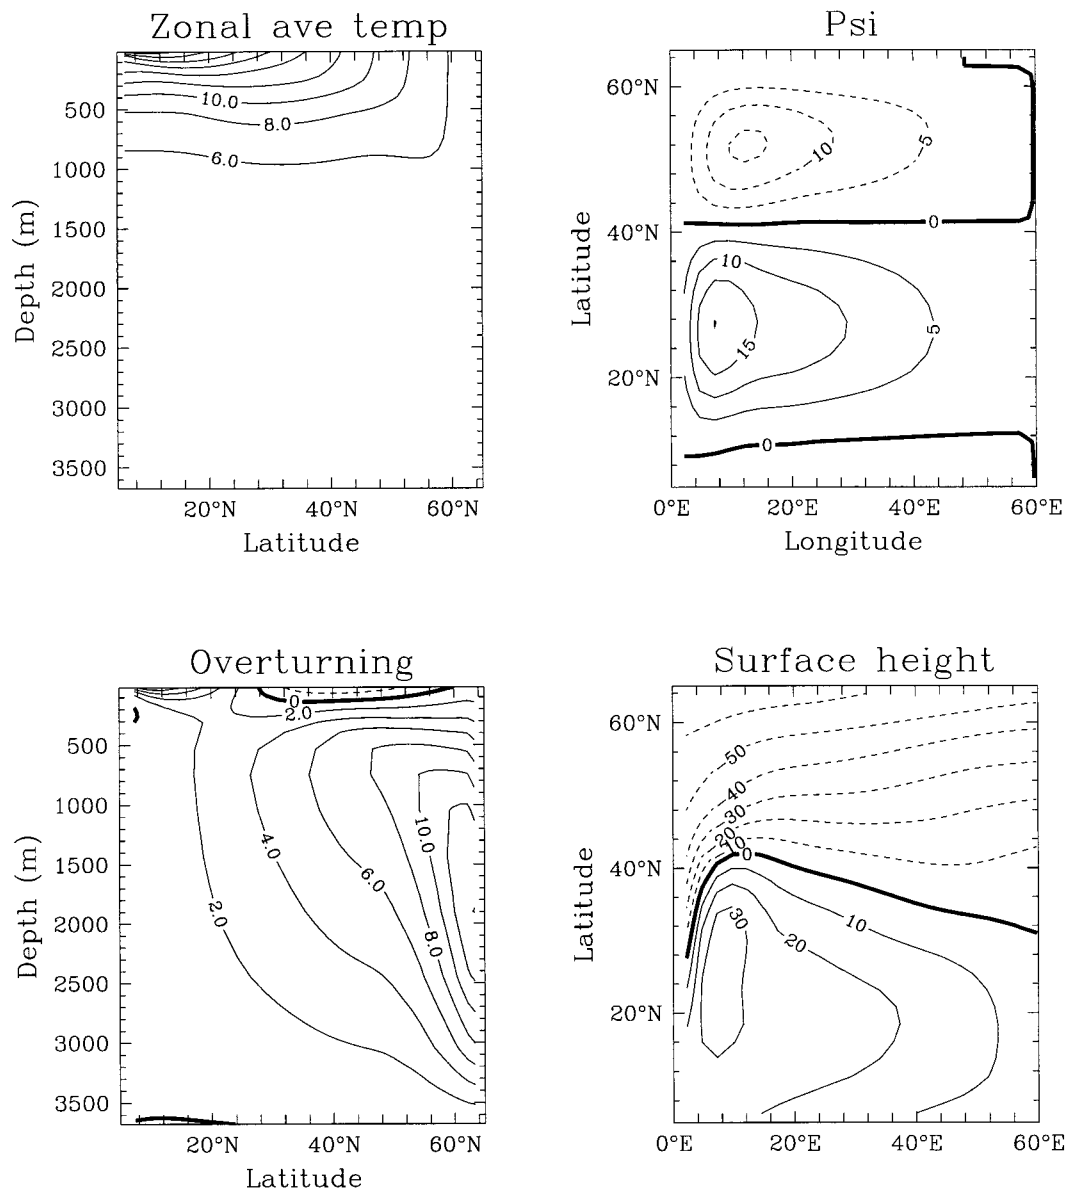 Zonal ave temp
10.0
8.0
6.0
500
1000
1500
2000
2500
3000
3500
Depth (m)
20°N 40°N 60°N
Latitude
Psi
60°N
40°N
20°N
Latitude
10
5
0
10
15
5
0
0°E 20°E 40°E 60°E
Longitude
Overturning
0
2.0
500
1000
1500
2000
2500
3000
3500
Depth (m)
2.0
4.0
6.0
8.0
10.0
20°N 40°N 60°N
Latitude
Surface height
60°N
40°N
20°N
Latitude
50
40
30
20
10
0
10
20
30
0°E 20°E 40°E 60°E